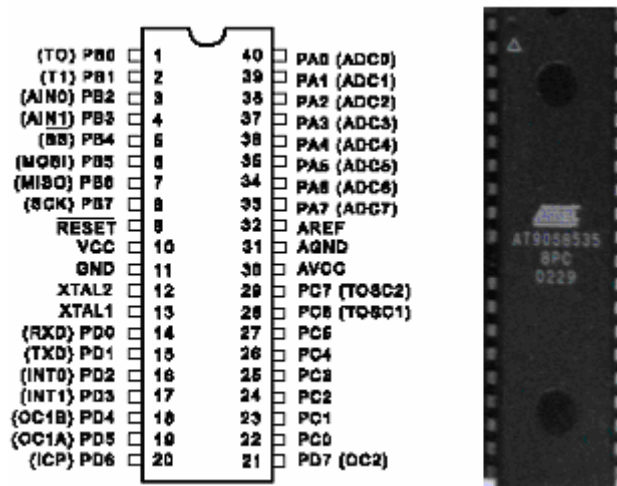 (T0) PB0 1 40 PA0 (ADC0)
(T1) PB1 2 39 PA1 (ADC1)
(AIN0) PB2 3 38 PA2 (ADC2)
(AIN1) PB3 4 37 PA3 (ADC3)
(SS) PB4 5 36 PA4 (ADC4)
(MOSI) PB5 6 35 PA5 (ADC5)
(MISO) PB6 7 34 PA6 (ADC6)
(SCK) PB7 8 33 PA7 (ADC7)
RESET 9 32 AREF
VCC 10 31 AGND
GND 11 30 AVCC
XTAL2 12 29 PC7 (TOSC2)
XTAL1 13 28 PC6 (TOSC1)
(RXD) PD0 14 27 PC5
(TXD) PD1 15 26 PC4
(INT0) PD2 16 25 PC3
(INT1) PD3 17 24 PC2
(OC1B) PD4 18 23 PC1
(OC1A) PD5 19 22 PC0
(ICP) PD6 20 21 PD7 (OC2)
ATMEL
AT90S8535
8PC
0229